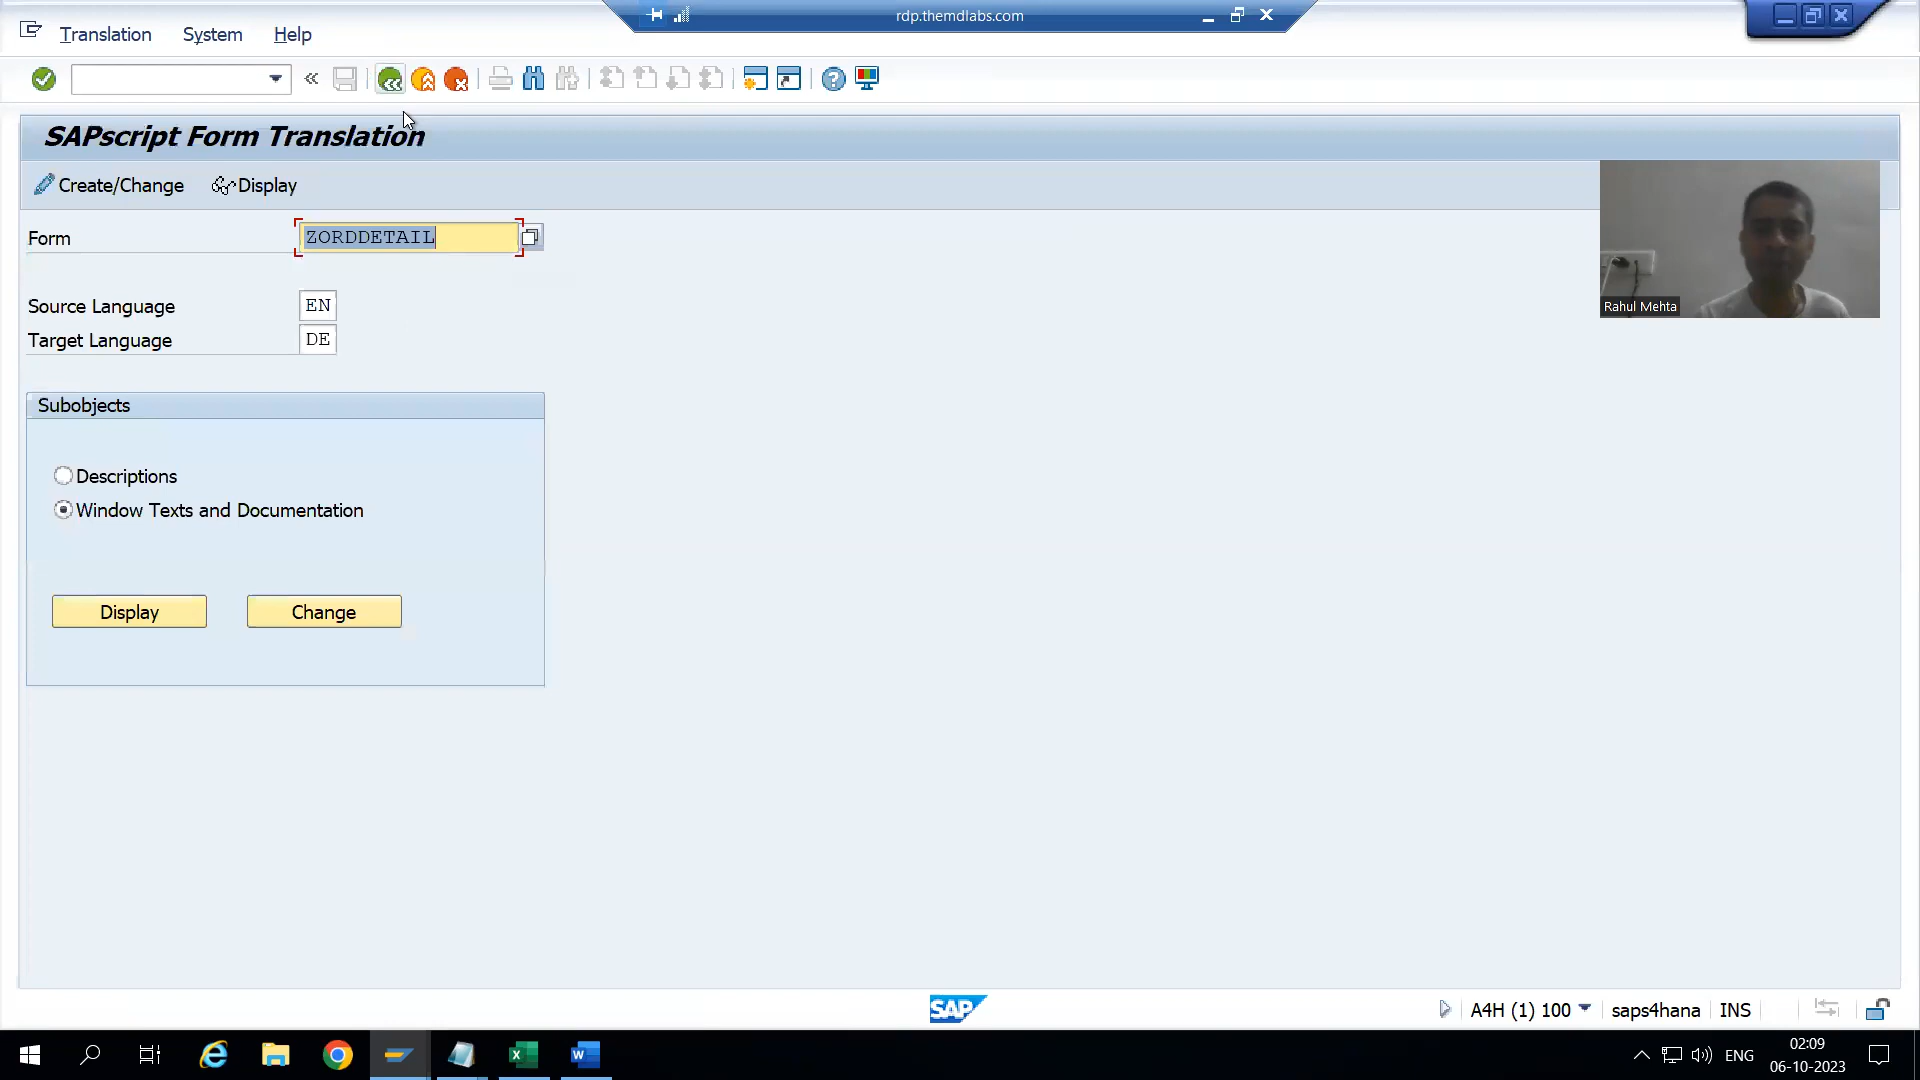 rdp.themdlabs.com
Translation System Help
SAPscript Form Translation
Create/Change Display
Form ZORDDETAIL
Rahul Mehta
Source Language EN
Target Language DE
Subobjects
Descriptions
Window Texts and Documentation
Display Change
SAP A4H (1) 100 saps4hana INS
ENG 02:09
06-10-2023